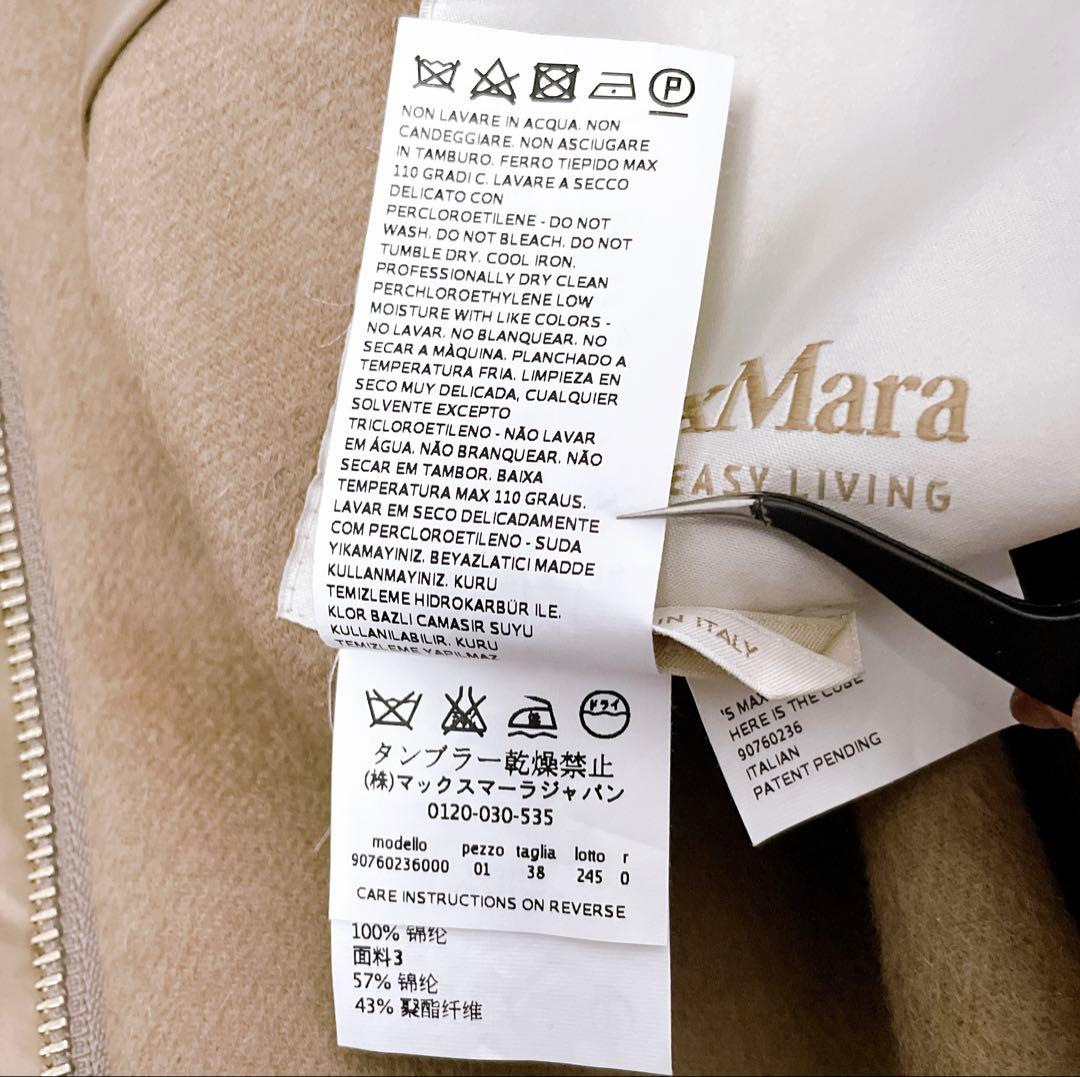 NON LAVARE IN ACQUA. NON
CANDEGGIARE. NON ASCIUGARE
IN TAMBURO. FERRO TIEPIDO MAX
110 GRADI C. LAVARE A SECCO
DELICATO CON
PERCLOROETILENE - DO NOT
WASH. DO NOT BLEACH. DO NOT
TUMBLE DRY. COOL IRON.
PROFESSIONALLY DRY CLEAN
PERCHLOROETHYLENE LOW
MOISTURE WITH LIKE COLORS -
NO LAVAR. NO BLANQUEAR. NO
SECAR A MÀQUINA. PLANCHADO A
TEMPERATURA FRIA. LIMPIEZA EN
SECO MUY DELICADA, CUALQUIER
SOLVENTE EXCEPTO
TRICLOROETILENO - NÃO LAVAR
EM ÁGUA. NÃO BRANQUEAR. NÃO
SECAR EM TAMBOR. BAIXA
TEMPERATURA MAX 110 GRAUS.
LAVAR EM SECO DELICADAMENTE
COM PERCLOROETILENO - SUDA
YIKAMAYINIZ. BEYAZLATICI MADDE
KULLANMAYINIZ. KURU
TEMIZLEME HIDROKARBÜR ILE.
KLOR BAZLI CAMASIR SUYU
KULLANILABILIR. KURU
TEMIZLEME YAPILMAZ
P
xMara
EASY LIVING
IN ITALY
'S MAX
HERE IS THE CUBE
90760236
ITALIAN
PATENT PENDING
ドライ
タンブラー乾燥禁止
(株)マックスマーラジャパン
0120-030-535
modello pezzo taglia lotto r
90760236000 01 38 245 0
CARE INSTRUCTIONS ON REVERSE
100% 锦纶
面料3
57% 锦纶
43% 聚酯纤维